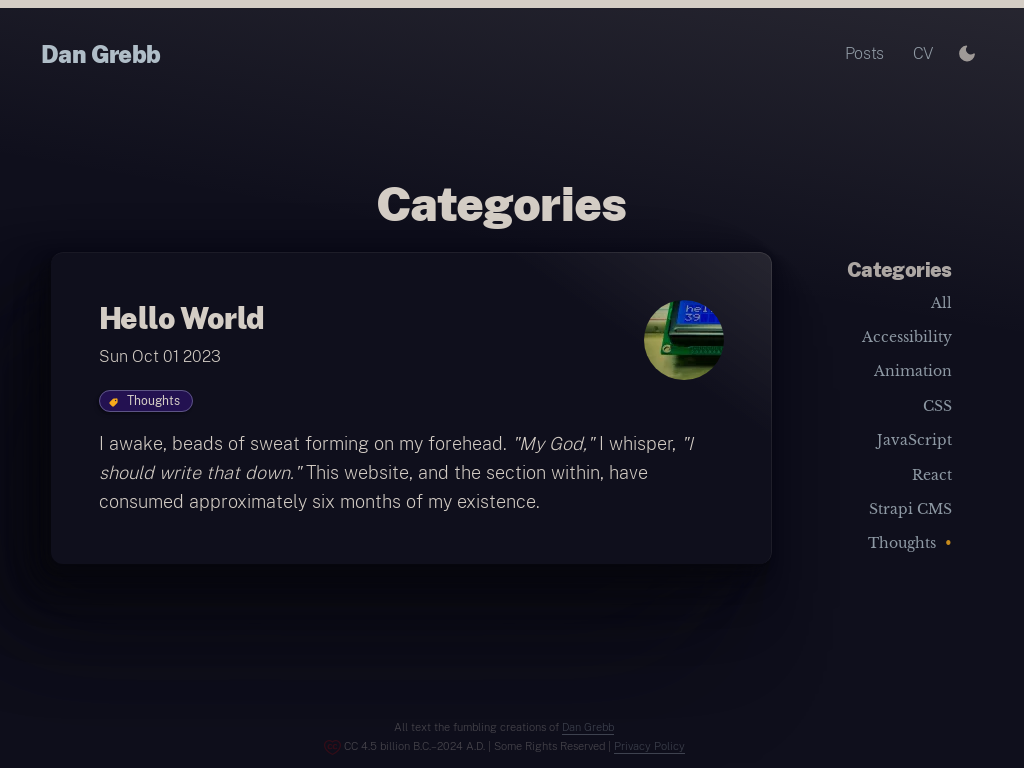 Dan Grebb
Posts
CV
Categories
Hello World
Sun Oct 01 2023
Thoughts
I awake, beads of sweat forming on my forehead. "My God," I whisper, "I
should write that down." This website, and the section within, have
consumed approximately six months of my existence.
Categories
All
Accessibility
Animation
CSS
JavaScript
React
Strapi CMS
Thoughts •
All text the fumbling creations of Dan Grebb
CC 4.5 billion B.C.–2024 A.D. | Some Rights Reserved | Privacy Policy